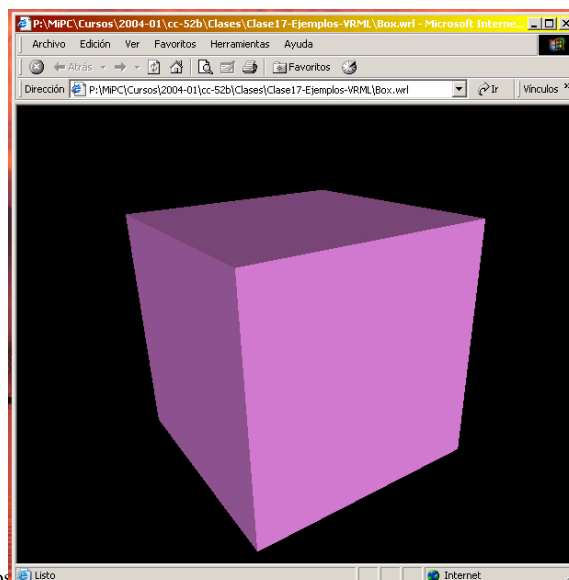 P:\MiPC\Cursos\2004-01\cc-52b\Clases\Clase17-Ejemplos-VRML\Box.wrl - Microsoft Interne...
Archivo Edición Ver Favoritos Herramientas Ayuda
Atrás Favoritos
Dirección P:\MiPC\Cursos\2004-01\cc-52b\Clases\Clase17-Ejemplos-VRML\Box.wrl Ir Vínculos »
Listo Internet